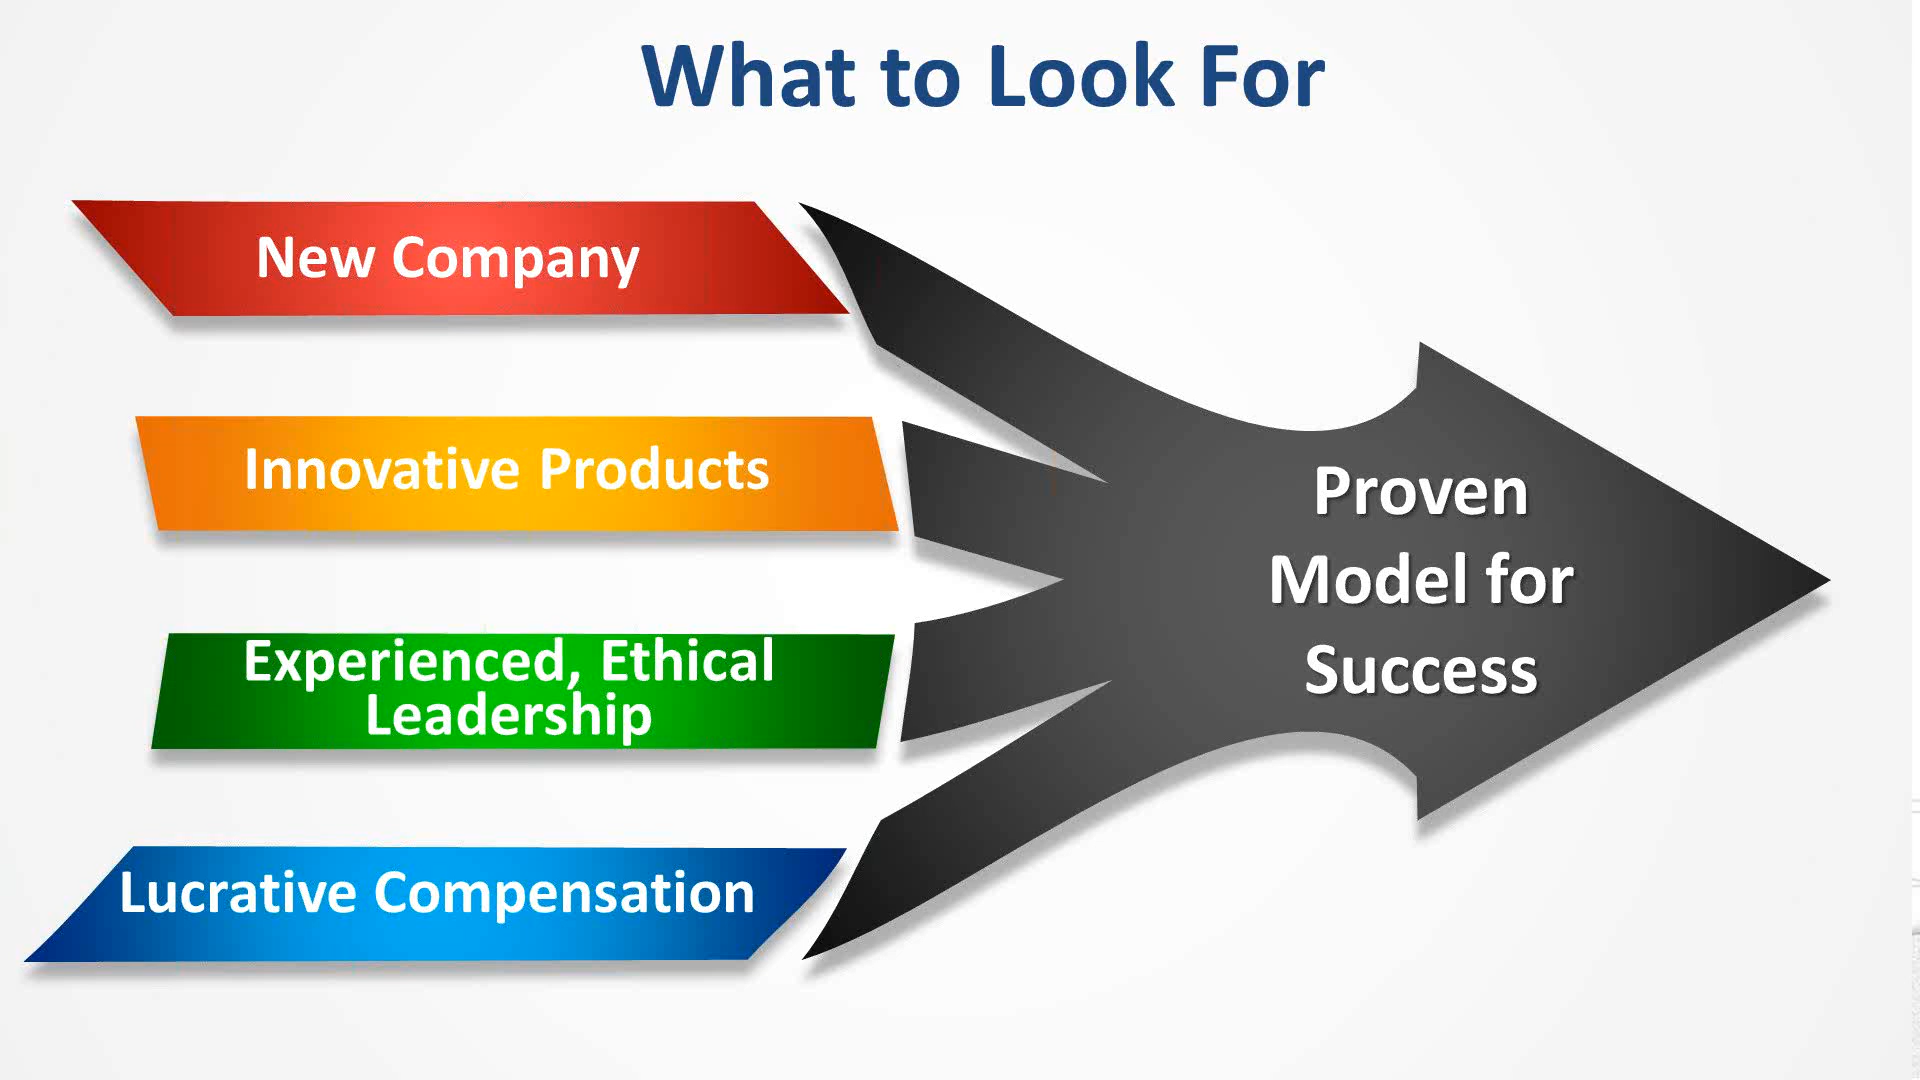 What to Look For
New Company
Innovative Products
Experienced, Ethical
Leadership
Lucrative Compensation
Proven
Model for
Success